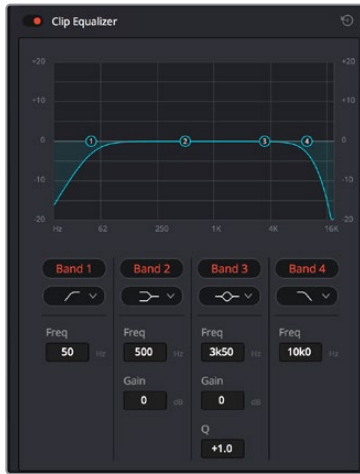 Clip Equalizer
+20 +20
+10 +10
0 ① ② ③ ④ 0
-10 -10
-20 Hz 62 250 1K 4K 16K -20
Band 1 Band 2 Band 3 Band 4
Freq Freq Freq Freq
50 Hz 500 Hz 3k50 Hz 10k0 Hz
Gain Gain
0 dB 0 dB
Q
+1.0